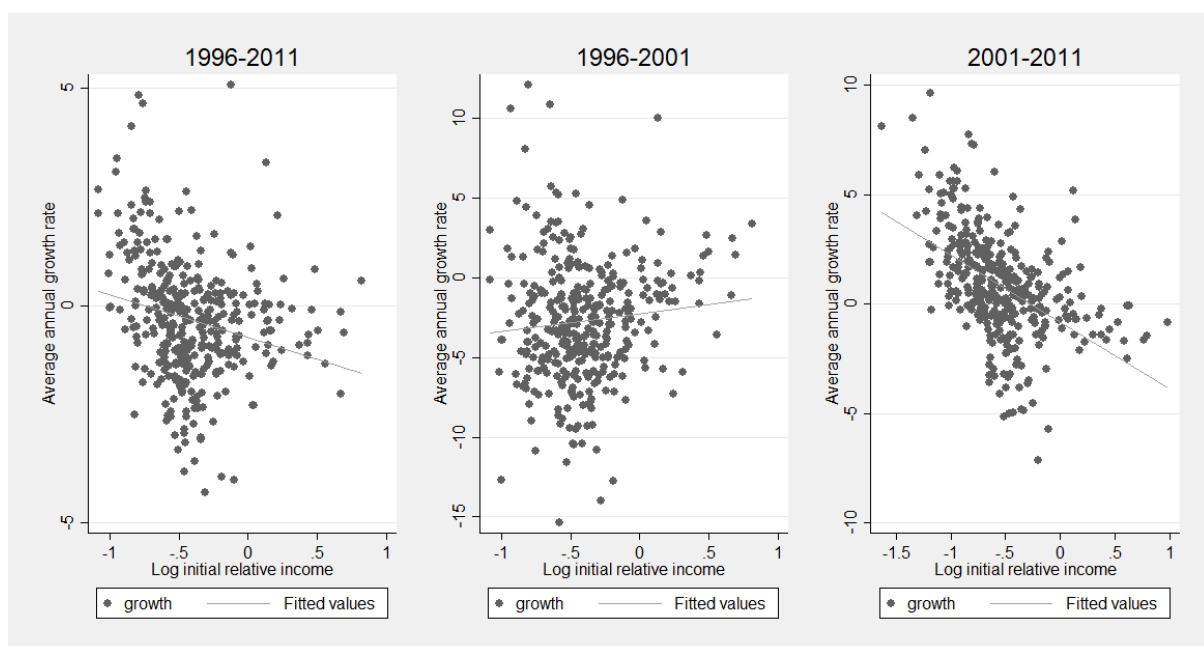 1996-2011
Average annual growth rate
5
0
-5
-1 -.5 0 .5 1
Log initial relative income
growth Fitted values
1996-2001
Average annual growth rate
10
5
0
-5
-10
-15
-1 -.5 0 .5 1
Log initial relative income
growth Fitted values
2001-2011
Average annual growth rate
10
5
0
-5
-10
-1.5 -1 -.5 0 .5 1
Log initial relative income
growth Fitted values